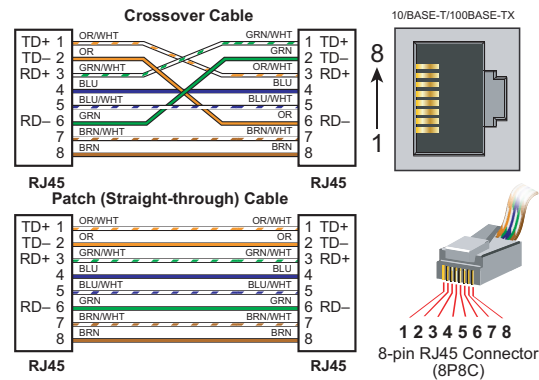 Crossover Cable
TD+ 1 OR/WHT GRN/WHT 1 TD+
TD– 2 OR GRN 2 TD–
RD+ 3 GRN/WHT OR/WHT 3 RD+
4 BLU BLU 4
5 BLU/WHT BLU/WHT 5
RD– 6 GRN OR 6 RD–
7 BRN/WHT BRN/WHT 7
8 BRN BRN 8
RJ45 RJ45
Patch (Straight-through) Cable
TD+ 1 OR/WHT OR/WHT 1 TD+
TD– 2 OR OR 2 TD–
RD+ 3 GRN/WHT GRN/WHT 3 RD+
4 BLU BLU 4
5 BLU/WHT BLU/WHT 5
RD– 6 GRN GRN 6 RD–
7 BRN/WHT BRN/WHT 7
8 BRN BRN 8
RJ45 RJ45
10/BASE-T/100BASE-TX
8
1
1 2 3 4 5 6 7 8
8-pin RJ45 Connector
(8P8C)